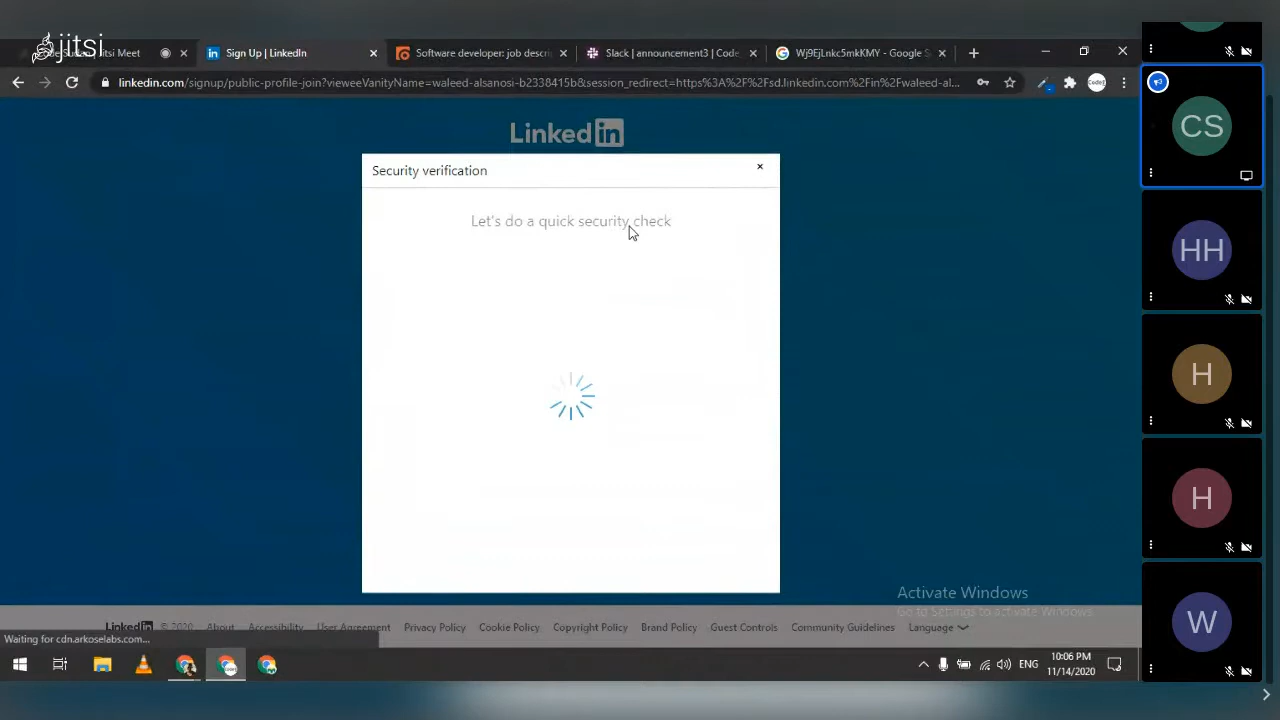 jitsi
Jitsi Meet
Sign Up | LinkedIn
Software developer: job descri
Slack | announcement3 | Code
Wj9EjLnkc5mkKMY - Google S
linkedin.com/signup/public-profile-join?vieweeVanityName=waleed-alsanosi-b2338415b&session_redirect=https%3A%2F%2Fsd.linkedin.com%2Fin%2Fwaleed-al...
LinkedIn
Security verification
Let's do a quick security check
CS
HH
H
H
W
Activate Windows
Go to Settings to activate Windows.
LinkedIn © 2020 About Accessibility User Agreement Privacy Policy Cookie Policy Copyright Policy Brand Policy Guest Controls Community Guidelines Language
Waiting for cdn.arkoselabs.com...
ENG
10:06 PM
11/14/2020